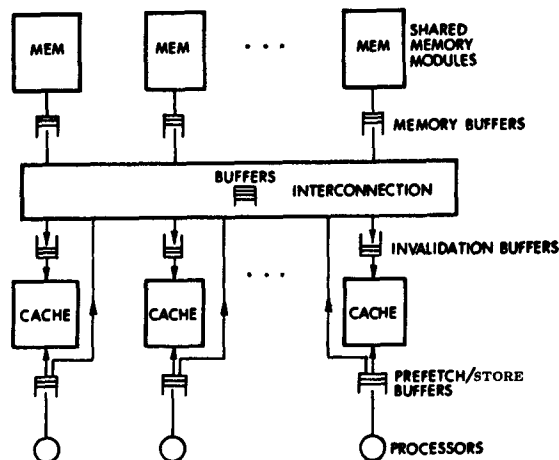 MEM
MEM
MEM
SHARED
MEMORY
MODULES
MEMORY BUFFERS
BUFFERS
INTERCONNECTION
INVALIDATION BUFFERS
CACHE
CACHE
CACHE
PREFETCH/STORE
BUFFERS
PROCESSORS